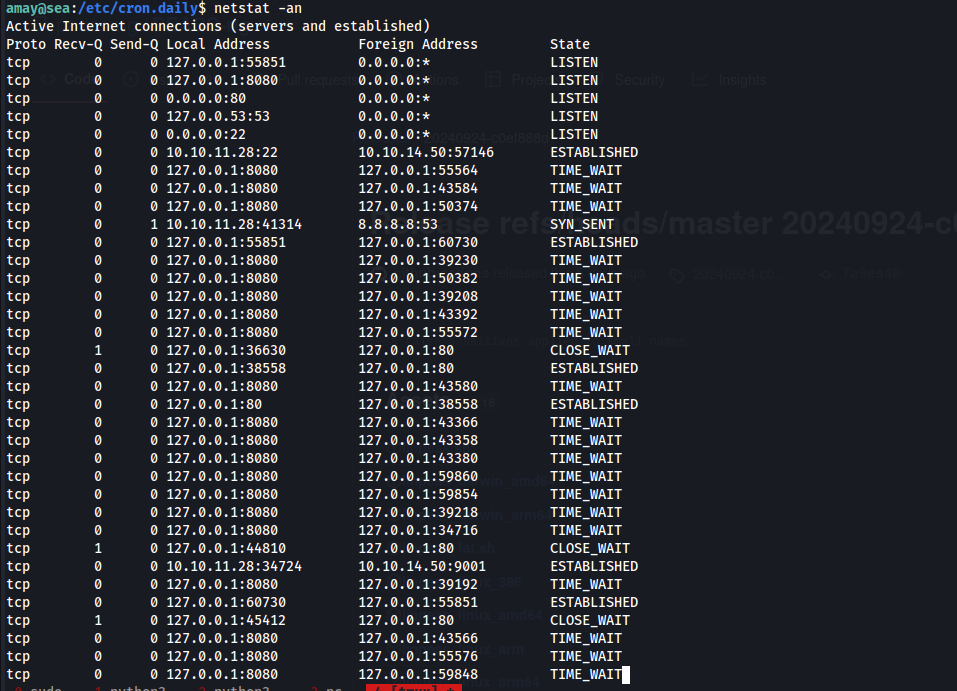 amay@sea:/etc/cron.daily$ netstat -an
Active Internet connections (servers and established)
Proto Recv-Q Send-Q Local Address Foreign Address State
tcp 0 0 127.0.0.1:55851 0.0.0.0:* LISTEN
tcp 0 0 127.0.0.1:8080 0.0.0.0:* LISTEN
tcp 0 0 0.0.0.0:80 0.0.0.0:* LISTEN
tcp 0 0 127.0.0.53:53 0.0.0.0:* LISTEN
tcp 0 0 0.0.0.0:22 0.0.0.0:* LISTEN
tcp 0 0 10.10.11.28:22 10.10.14.50:57146 ESTABLISHED
tcp 0 0 127.0.0.1:8080 127.0.0.1:55564 TIME_WAIT
tcp 0 0 127.0.0.1:8080 127.0.0.1:43584 TIME_WAIT
tcp 0 0 127.0.0.1:8080 127.0.0.1:50374 TIME_WAIT
tcp 0 1 10.10.11.28:41314 8.8.8.8:53 SYN_SENT
tcp 0 0 127.0.0.1:55851 127.0.0.1:60730 ESTABLISHED
tcp 0 0 127.0.0.1:8080 127.0.0.1:39230 TIME_WAIT
tcp 0 0 127.0.0.1:8080 127.0.0.1:50382 TIME_WAIT
tcp 0 0 127.0.0.1:8080 127.0.0.1:39208 TIME_WAIT
tcp 0 0 127.0.0.1:8080 127.0.0.1:43392 TIME_WAIT
tcp 0 0 127.0.0.1:8080 127.0.0.1:55572 TIME_WAIT
tcp 1 0 127.0.0.1:36630 127.0.0.1:80 CLOSE_WAIT
tcp 0 0 127.0.0.1:38558 127.0.0.1:80 ESTABLISHED
tcp 0 0 127.0.0.1:8080 127.0.0.1:43580 TIME_WAIT
tcp 0 0 127.0.0.1:80 127.0.0.1:38558 ESTABLISHED
tcp 0 0 127.0.0.1:8080 127.0.0.1:43366 TIME_WAIT
tcp 0 0 127.0.0.1:8080 127.0.0.1:43358 TIME_WAIT
tcp 0 0 127.0.0.1:8080 127.0.0.1:43380 TIME_WAIT
tcp 0 0 127.0.0.1:8080 127.0.0.1:59860 TIME_WAIT
tcp 0 0 127.0.0.1:8080 127.0.0.1:59854 TIME_WAIT
tcp 0 0 127.0.0.1:8080 127.0.0.1:39218 TIME_WAIT
tcp 0 0 127.0.0.1:8080 127.0.0.1:34716 TIME_WAIT
tcp 1 0 127.0.0.1:44810 127.0.0.1:80 CLOSE_WAIT
tcp 0 0 10.10.11.28:34724 10.10.14.50:9001 ESTABLISHED
tcp 0 0 127.0.0.1:8080 127.0.0.1:39192 TIME_WAIT
tcp 0 0 127.0.0.1:60730 127.0.0.1:55851 ESTABLISHED
tcp 1 0 127.0.0.1:45412 127.0.0.1:80 CLOSE_WAIT
tcp 0 0 127.0.0.1:8080 127.0.0.1:43566 TIME_WAIT
tcp 0 0 127.0.0.1:8080 127.0.0.1:55576 TIME_WAIT
tcp 0 0 127.0.0.1:8080 127.0.0.1:59848 TIME_WAIT